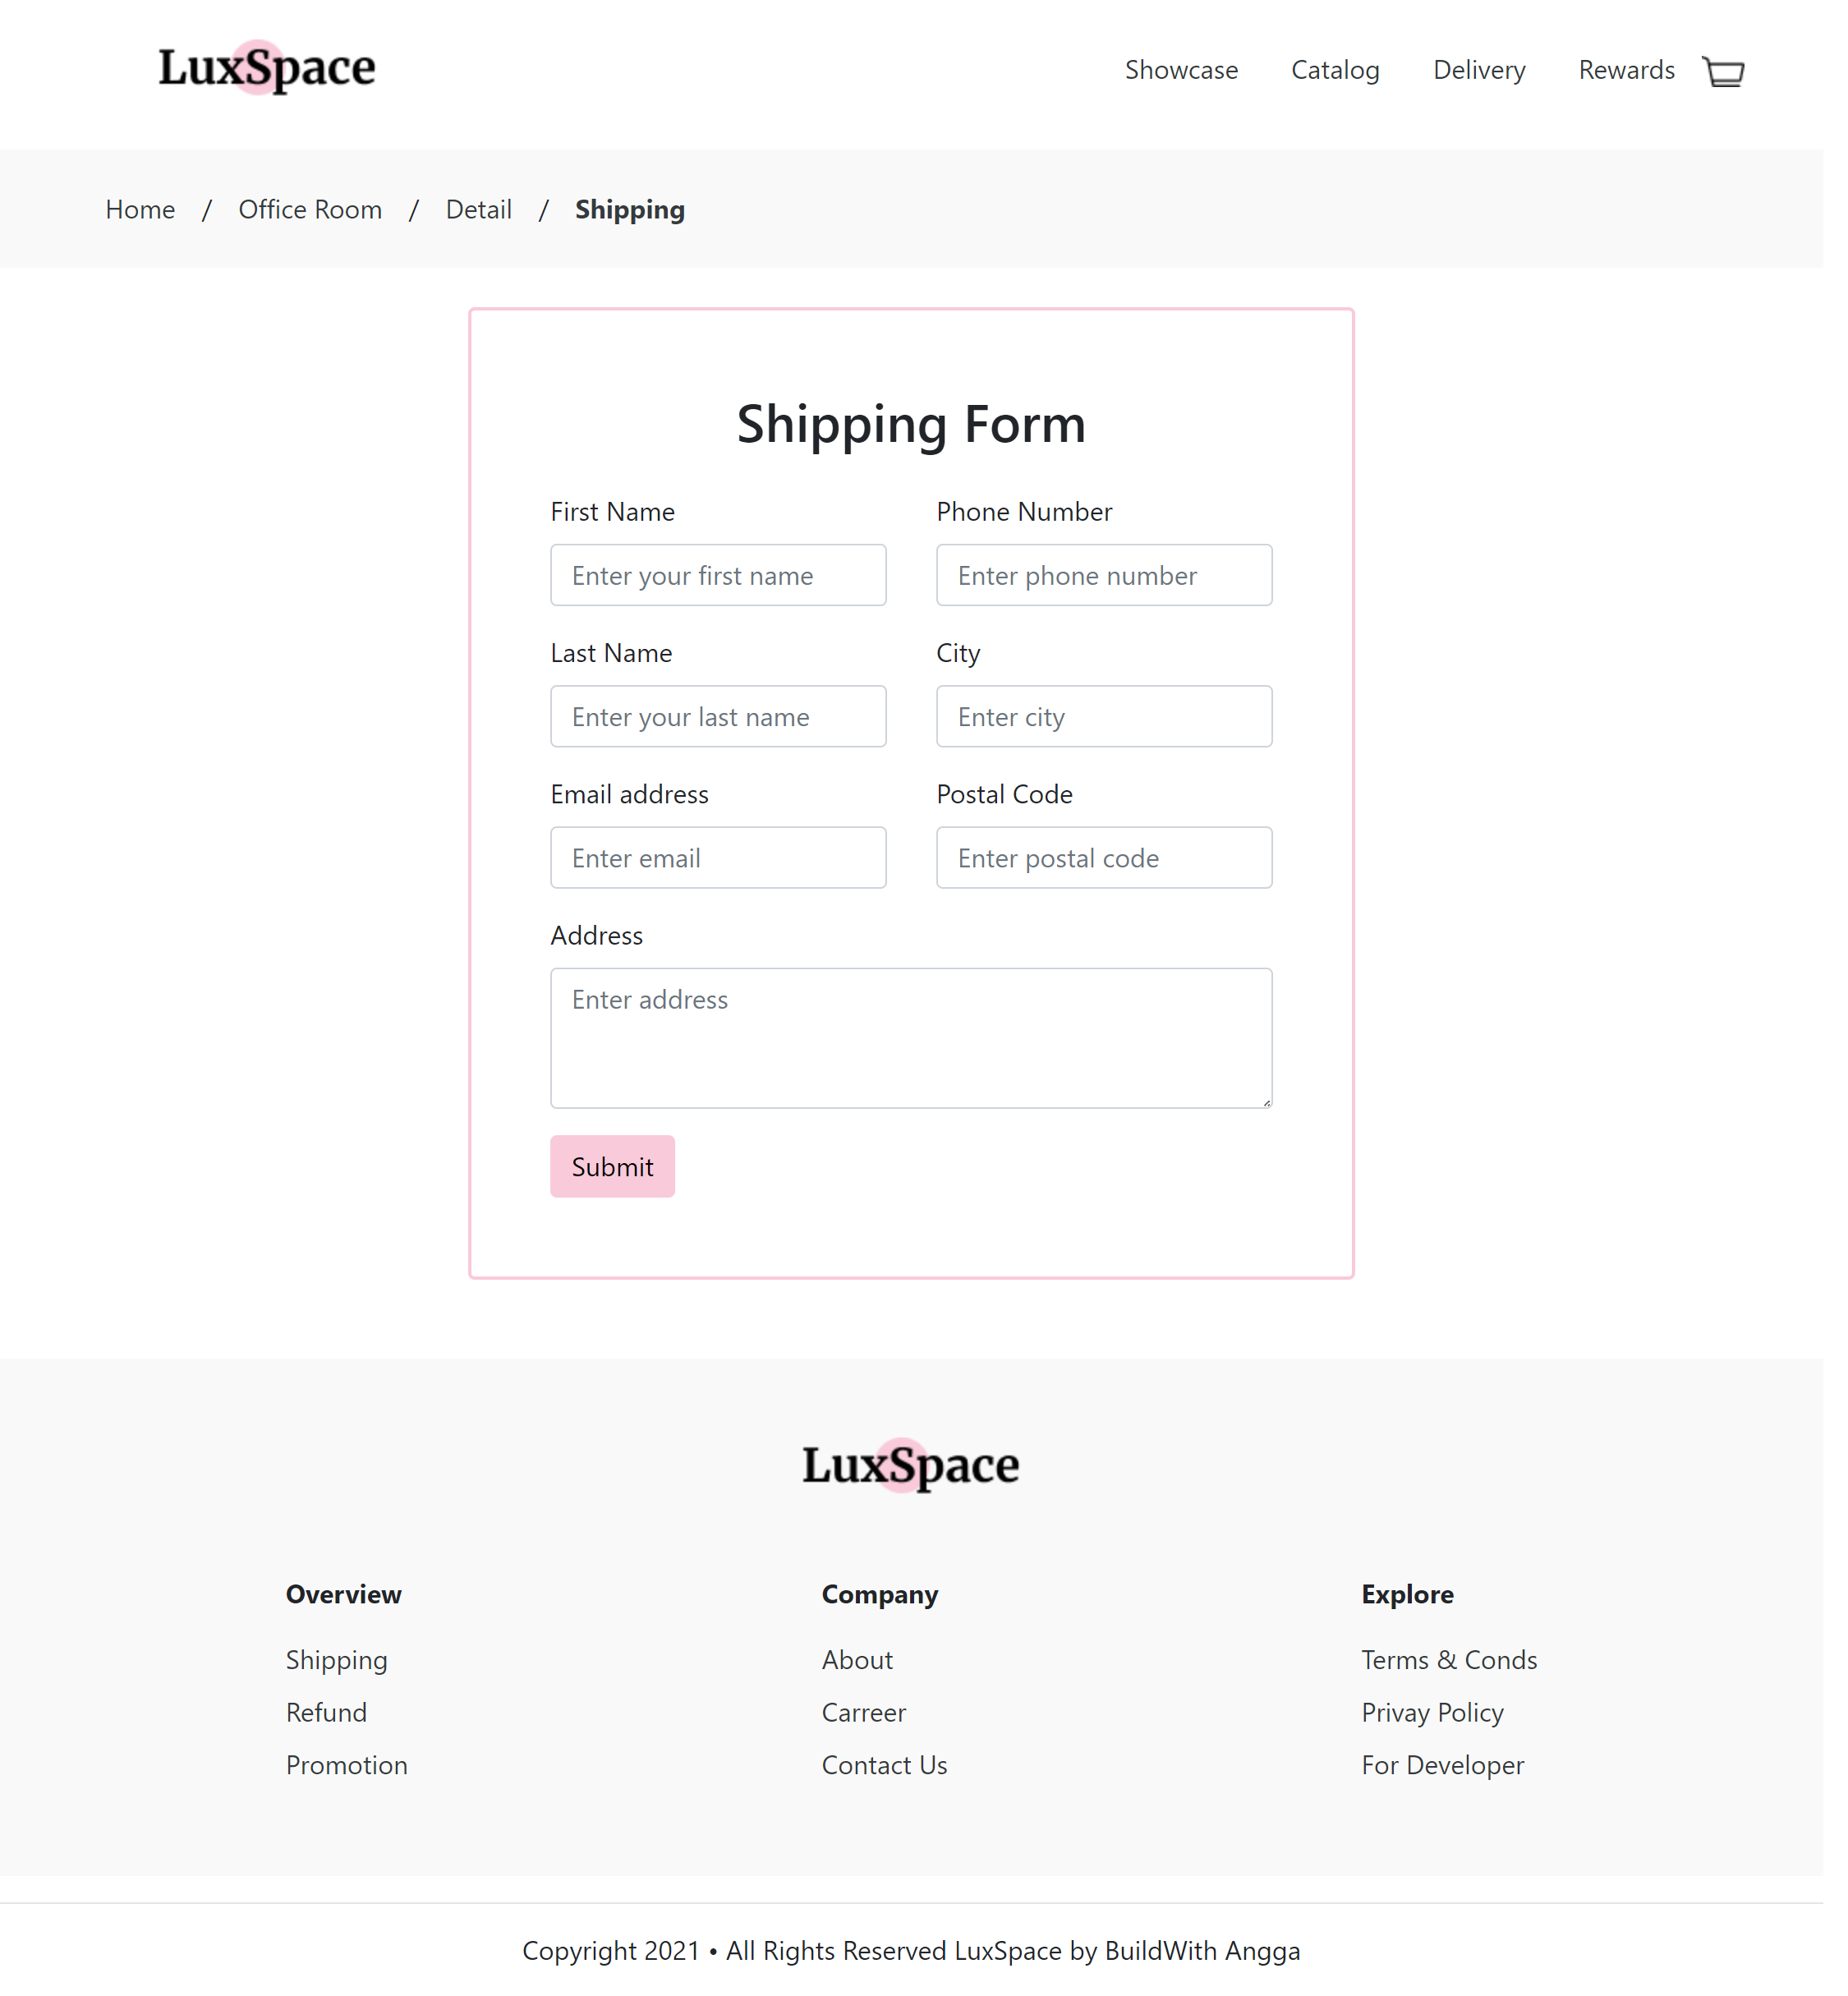 LuxSpace
Showcase Catalog Delivery Rewards
Home / Office Room / Detail / Shipping
Shipping Form
First Name Phone Number
Enter your first name Enter phone number
Last Name City
Enter your last name Enter city
Email address Postal Code
Enter email Enter postal code
Address
Enter address
Submit
LuxSpace
Overview Company Explore
Shipping About Terms & Conds
Refund Carreer Privay Policy
Promotion Contact Us For Developer
Copyright 2021 • All Rights Reserved LuxSpace by BuildWith Angga